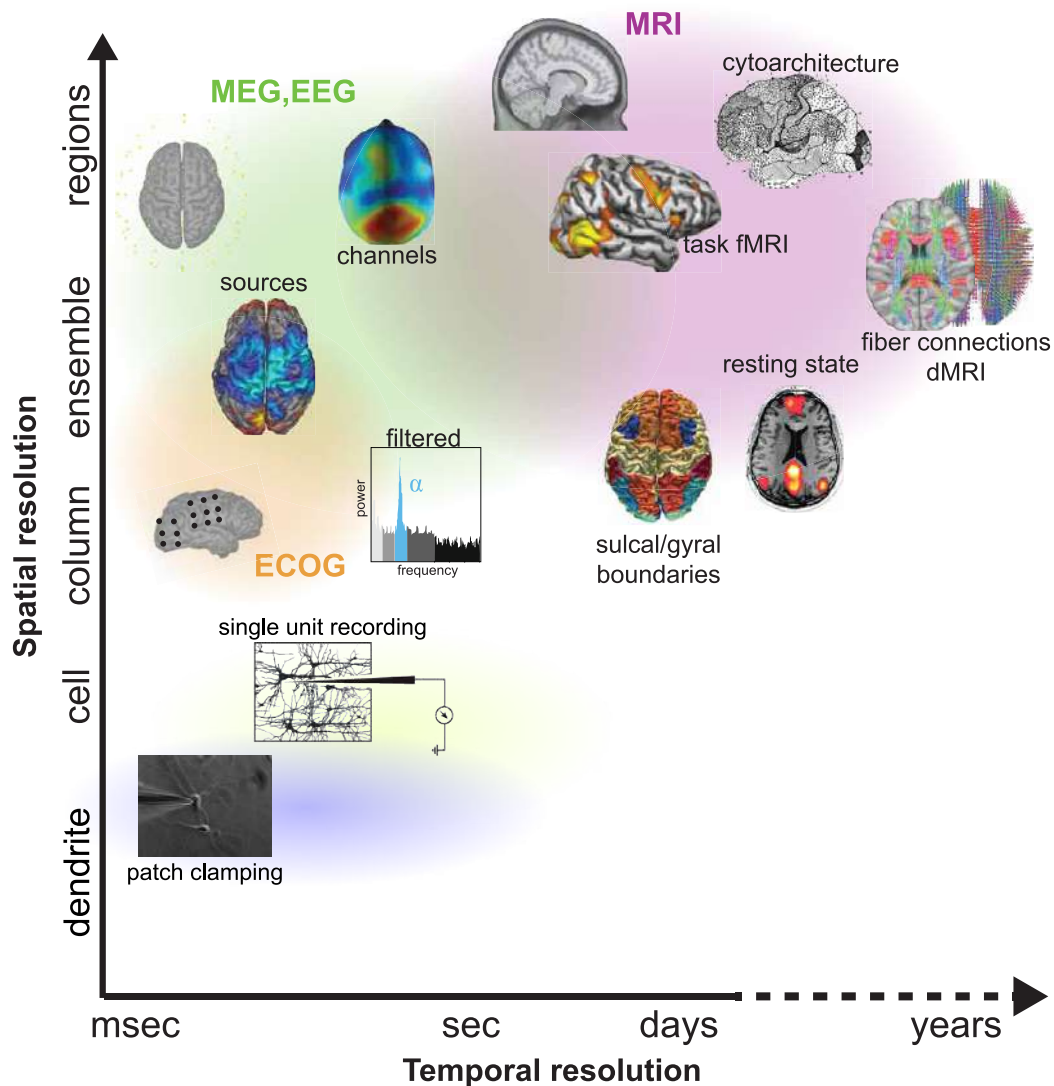 MRI
cytoarchitecture
MEG,EEG
regions
channels
task fMRI
sources
ensemble
fiber connections
dMRI
resting state
filtered
α
power
frequency
Spatial resolution
column
ECOG
sulcal/gyral
boundaries
single unit recording
cell
dendrite
patch clamping
msec
sec
days
years
Temporal resolution